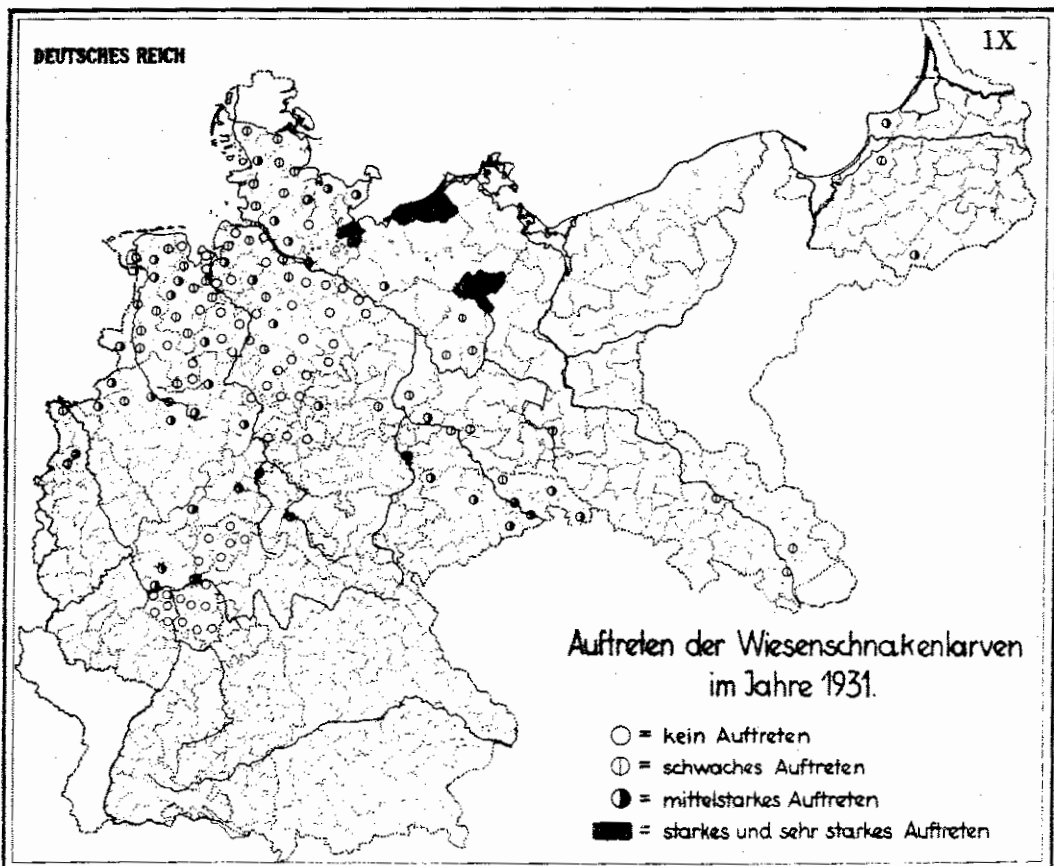 DEUTSCHES REICH
1X
Auftreten der Wiesenschnakenlarven
im Jahre 1931.
= kein Auftreten
= schwaches Auftreten
= mittelstarkes Auftreten
= starkes und sehr starkes Auftreten